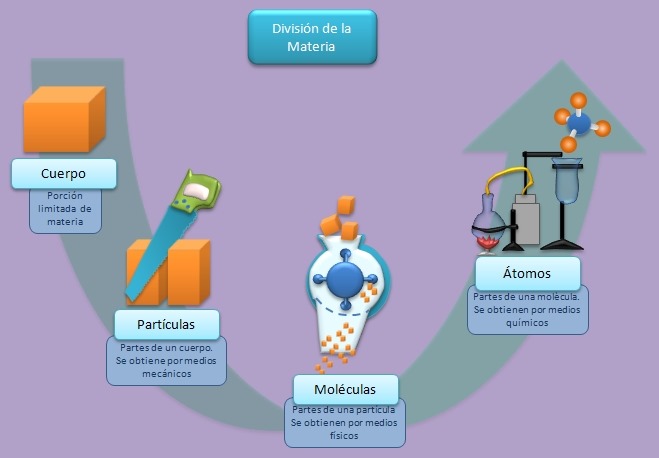 División de la
Materia
Cuerpo
Porción
limitada de
materia
Partículas
Partes de un cuerpo.
Se obtiene por medios
mecánicos
Moléculas
Partes de una partícula
Se obtienen por medios
físicos
Átomos
Partes de una molécula.
Se obtienen por medios
químicos